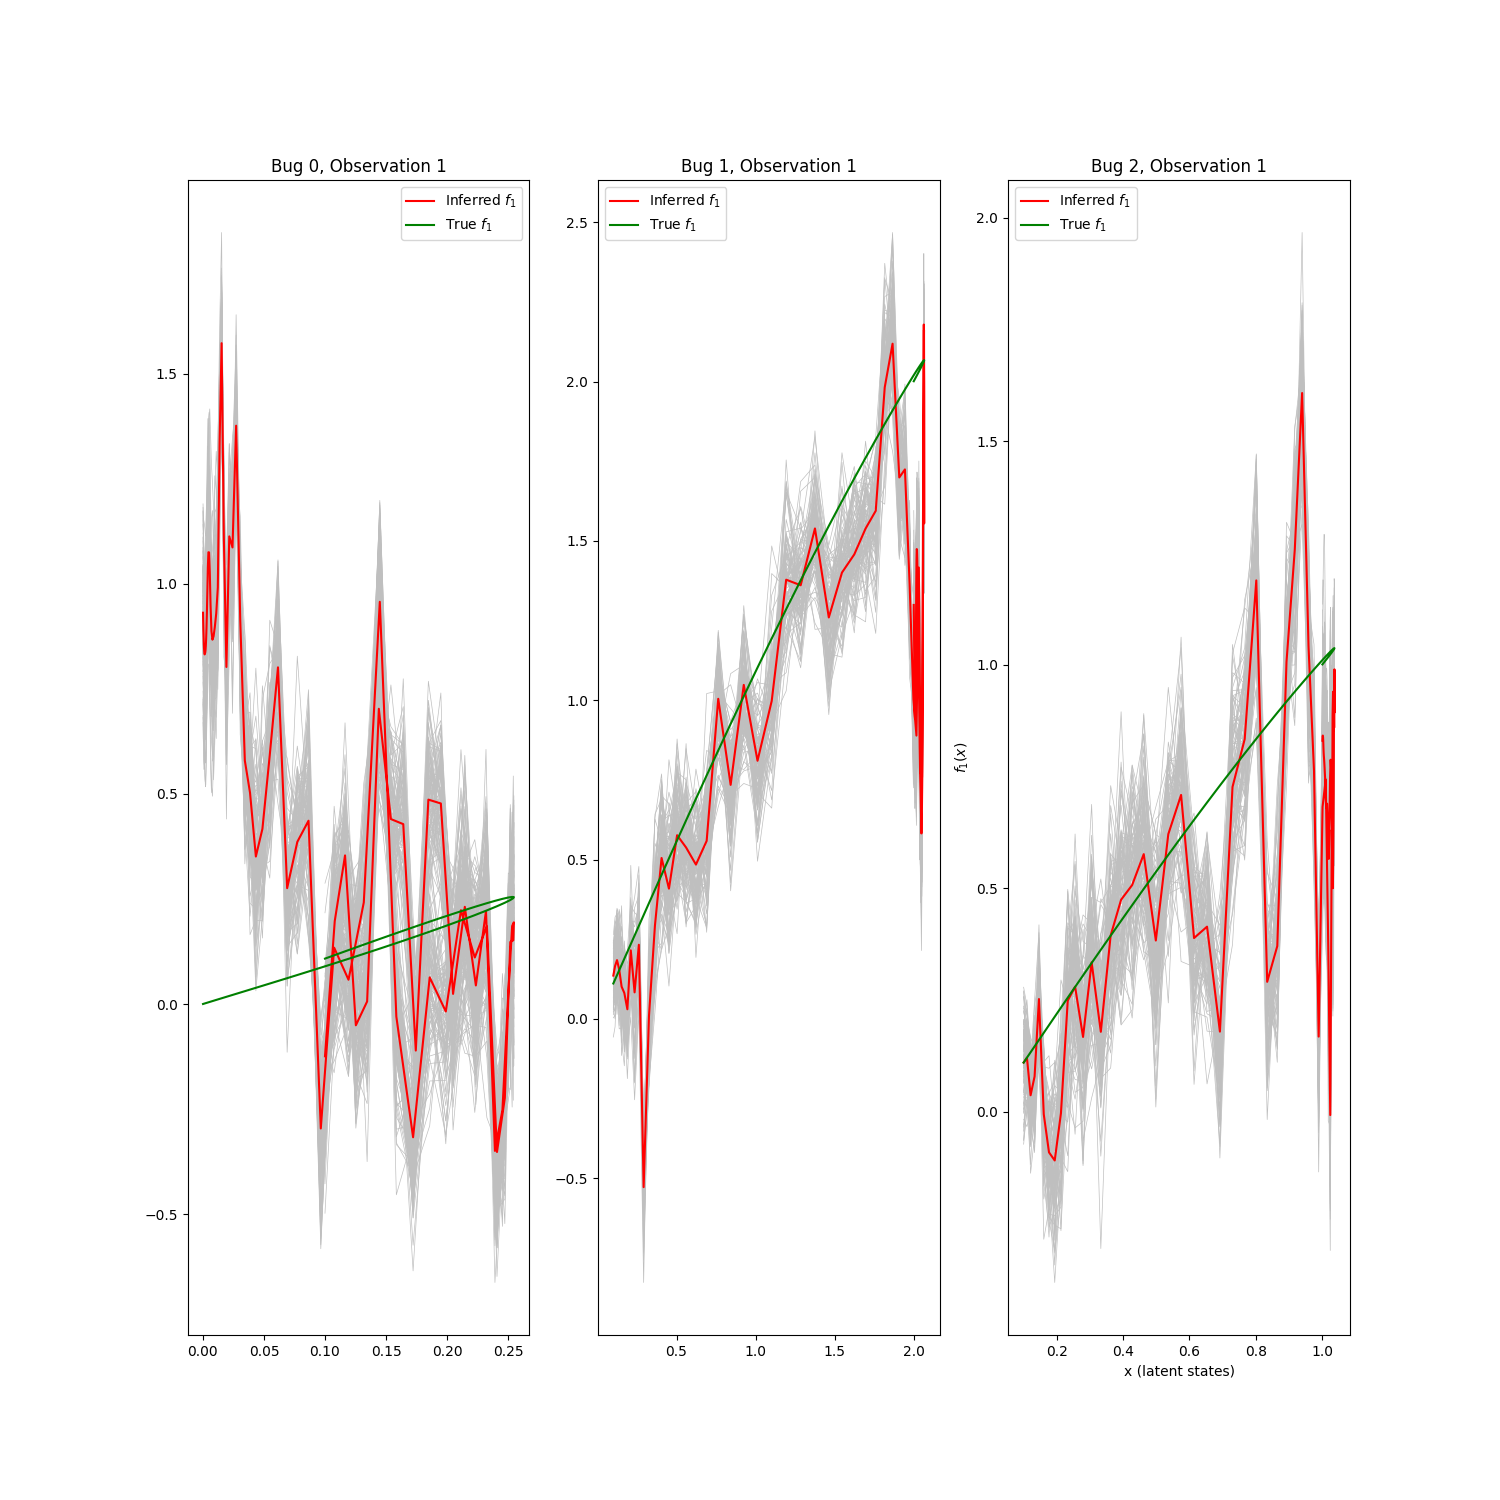 Bug 0, Observation 1
Inferred f₁
True f₁
1.5
1.0
0.5
0.0
−0.5
0.00 0.05 0.10 0.15 0.20 0.25
Bug 1, Observation 1
Inferred f₁
True f₁
2.5
2.0
1.5
1.0
0.5
0.0
−0.5
0.5 1.0 1.5 2.0
Bug 2, Observation 1
Inferred f₁
True f₁
f₁(x)
2.0
1.5
1.0
0.5
0.0
0.2 0.4 0.6 0.8 1.0
x (latent states)